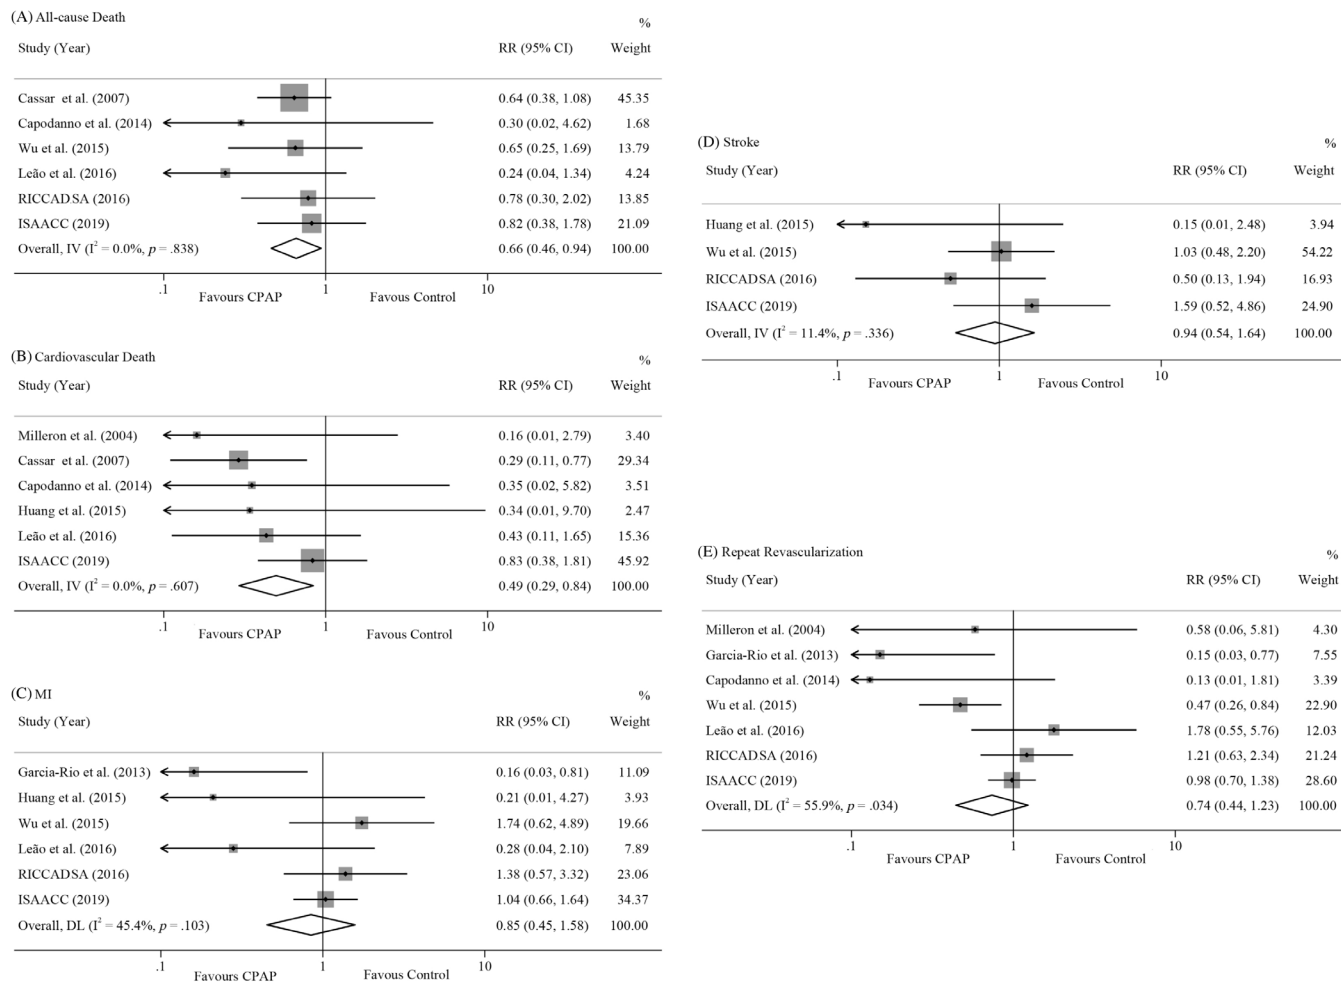 (A) All-cause Death
%
Study (Year) RR (95% CI) Weight
Cassar et al. (2007) 0.64 (0.38, 1.08) 45.35
Capodanno et al. (2014) 0.30 (0.02, 4.62) 1.68
Wu et al. (2015) 0.65 (0.25, 1.69) 13.79
Leão et al. (2016) 0.24 (0.04, 1.34) 4.24
RICCADSA (2016) 0.78 (0.30, 2.02) 13.85
ISAACC (2019) 0.82 (0.38, 1.78) 21.09
Overall, IV (I² = 0.0%, p = .838) 0.66 (0.46, 0.94) 100.00
.1 1 10
Favours CPAP Favous Control
(B) Cardiovascular Death
%
Study (Year) RR (95% CI) Weight
Milleron et al. (2004) 0.16 (0.01, 2.79) 3.40
Cassar et al. (2007) 0.29 (0.11, 0.77) 29.34
Capodanno et al. (2014) 0.35 (0.02, 5.82) 3.51
Huang et al. (2015) 0.34 (0.01, 9.70) 2.47
Leão et al. (2016) 0.43 (0.11, 1.65) 15.36
ISAACC (2019) 0.83 (0.38, 1.81) 45.92
Overall, IV (I² = 0.0%, p = .607) 0.49 (0.29, 0.84) 100.00
.1 1 10
Favours CPAP Favous Control
(C) MI
%
Study (Year) RR (95% CI) Weight
Garcia-Rio et al. (2013) 0.16 (0.03, 0.81) 11.09
Huang et al. (2015) 0.21 (0.01, 4.27) 3.93
Wu et al. (2015) 1.74 (0.62, 4.89) 19.66
Leão et al. (2016) 0.28 (0.04, 2.10) 7.89
RICCADSA (2016) 1.38 (0.57, 3.32) 23.06
ISAACC (2019) 1.04 (0.66, 1.64) 34.37
Overall, DL (I² = 45.4%, p = .103) 0.85 (0.45, 1.58) 100.00
.1 1 10
Favours CPAP Favous Control
(D) Stroke
%
Study (Year) RR (95% CI) Weight
Huang et al. (2015) 0.15 (0.01, 2.48) 3.94
Wu et al. (2015) 1.03 (0.48, 2.20) 54.22
RICCADSA (2016) 0.50 (0.13, 1.94) 16.93
ISAACC (2019) 1.59 (0.52, 4.86) 24.90
Overall, IV (I² = 11.4%, p = .336) 0.94 (0.54, 1.64) 100.00
.1 1 10
Favours CPAP Favours Control
(E) Repeat Revascularization
%
Study (Year) RR (95% CI) Weight
Milleron et al. (2004) 0.58 (0.06, 5.81) 4.30
Garcia-Rio et al. (2013) 0.15 (0.03, 0.77) 7.55
Capodanno et al. (2014) 0.13 (0.01, 1.81) 3.39
Wu et al. (2015) 0.47 (0.26, 0.84) 22.90
Leão et al. (2016) 1.78 (0.55, 5.76) 12.03
RICCADSA (2016) 1.21 (0.63, 2.34) 21.24
ISAACC (2019) 0.98 (0.70, 1.38) 28.60
Overall, DL (I² = 55.9%, p = .034) 0.74 (0.44, 1.23) 100.00
.1 1 10
Favours CPAP Favours Control